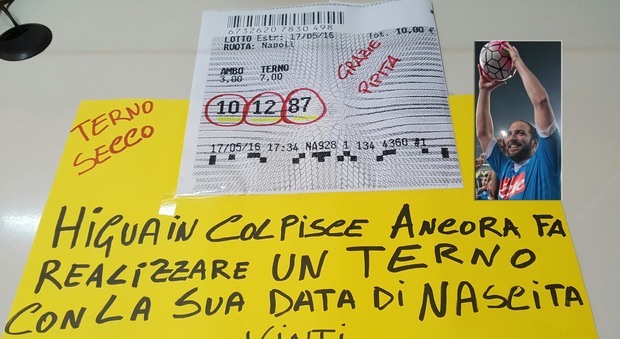 6732620 7830 498
LOTTO Estr: 17/05/16 Tot. 10,00 €
RUOTA: Napoli
AMBO TERNO
3,00 7,00
GRAZIE
PIPITA
10 12 87
17/05/16 17:34 NA928 1 134 4360 #1
TERNO
SECCO
HIGUAIN COLPISCE ANCORA FA
REALIZZARE UN TERNO
CON LA SUA DATA DI NASCITA
VINTI